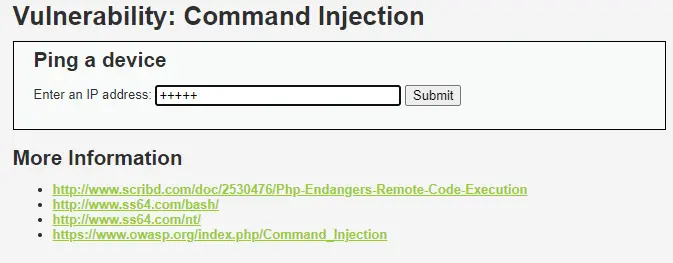 Vulnerability: Command Injection
Ping a device
Enter an IP address: +++++ Submit
More Information
http://www.scribd.com/doc/2530476/Php-Endangers-Remote-Code-Execution
http://www.ss64.com/bash/
http://www.ss64.com/nt/
https://www.owasp.org/index.php/Command_Injection